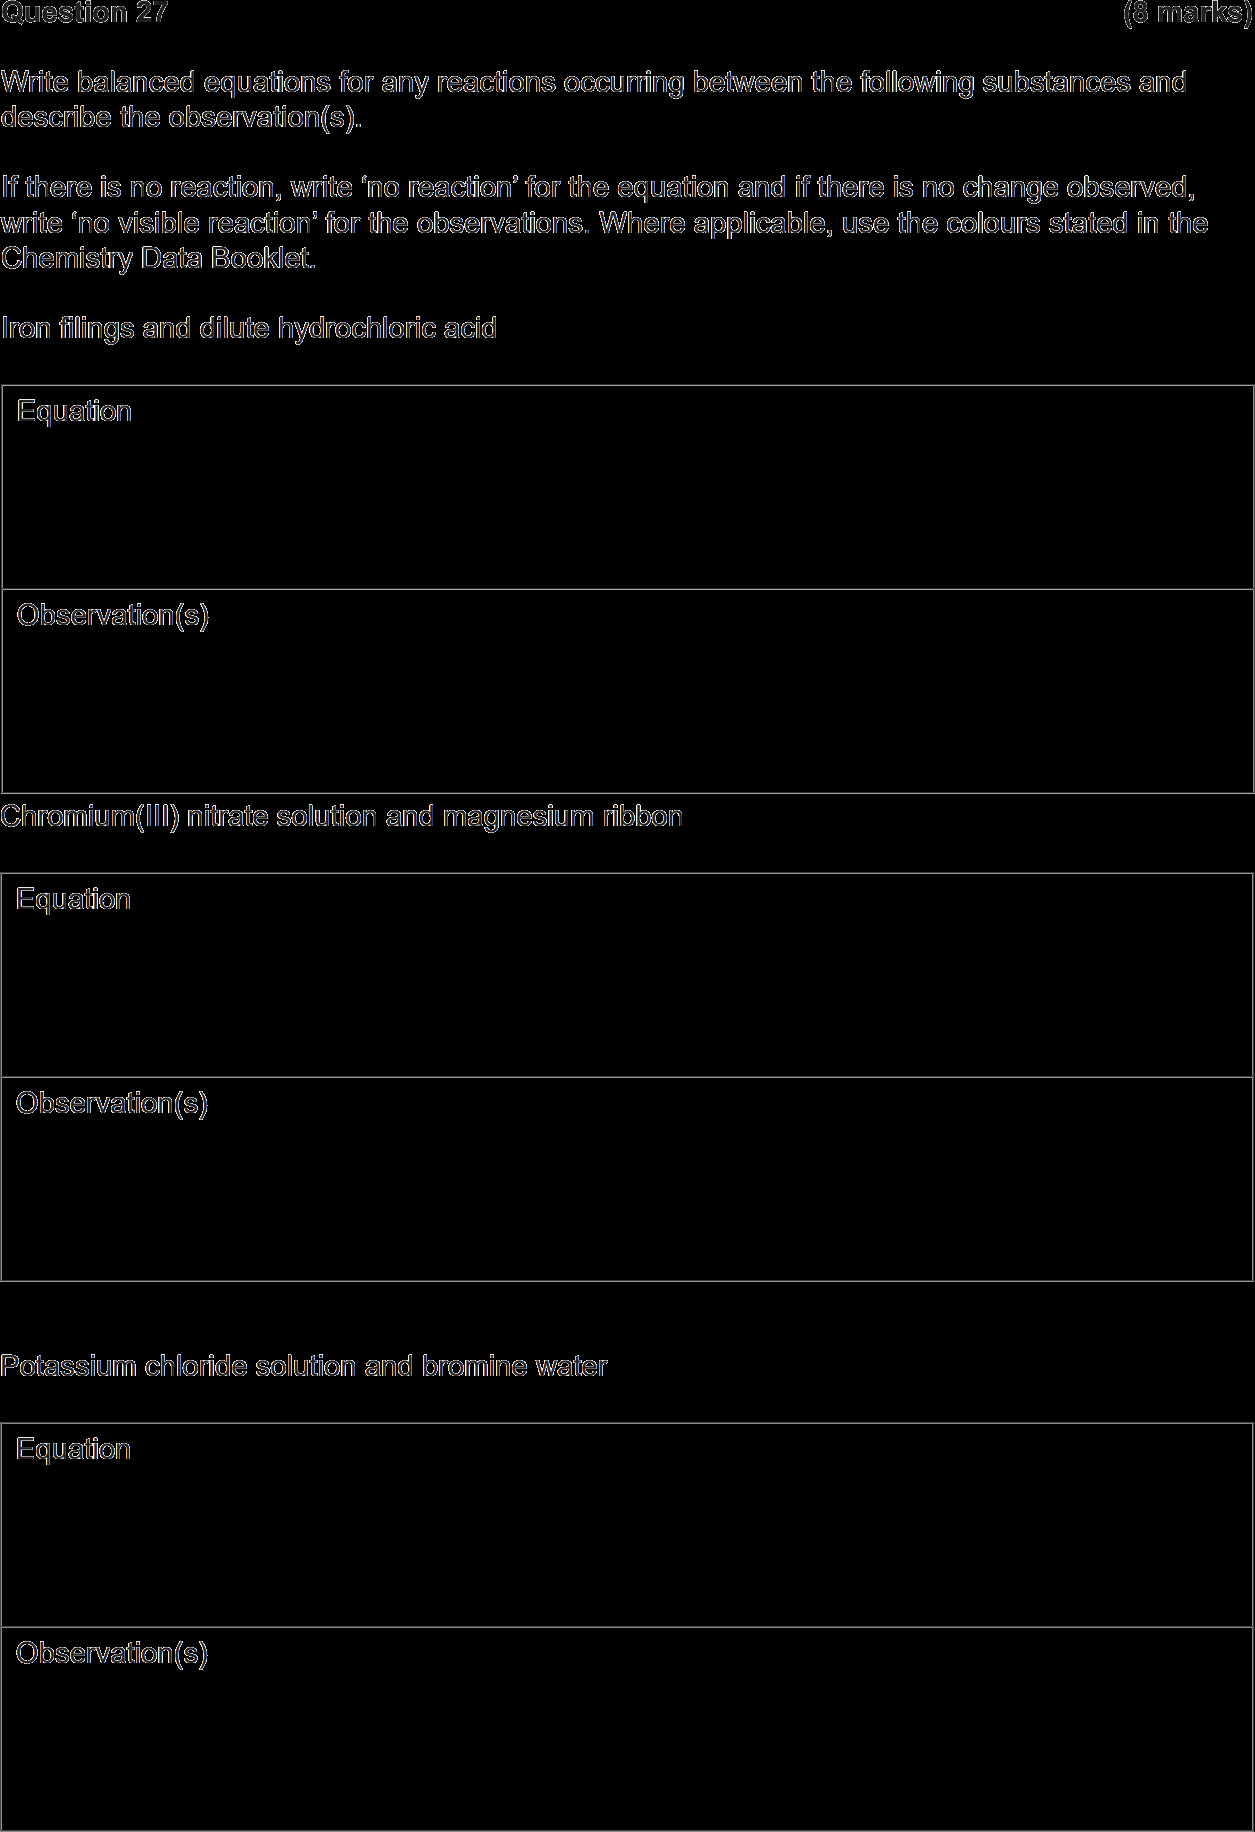 Question 27 (8 marks)
Write balanced equations for any reactions occurring between the following substances and
describe the observation(s).
If there is no reaction, write ‘no reaction’ for the equation and if there is no change observed,
write ‘no visible reaction’ for the observations. Where applicable, use the colours stated in the
Chemistry Data Booklet.
Iron filings and dilute hydrochloric acid
Equation
Observation(s)
Chromium(III) nitrate solution and magnesium ribbon
Equation
Observation(s)
Potassium chloride solution and bromine water
Equation
Observation(s)